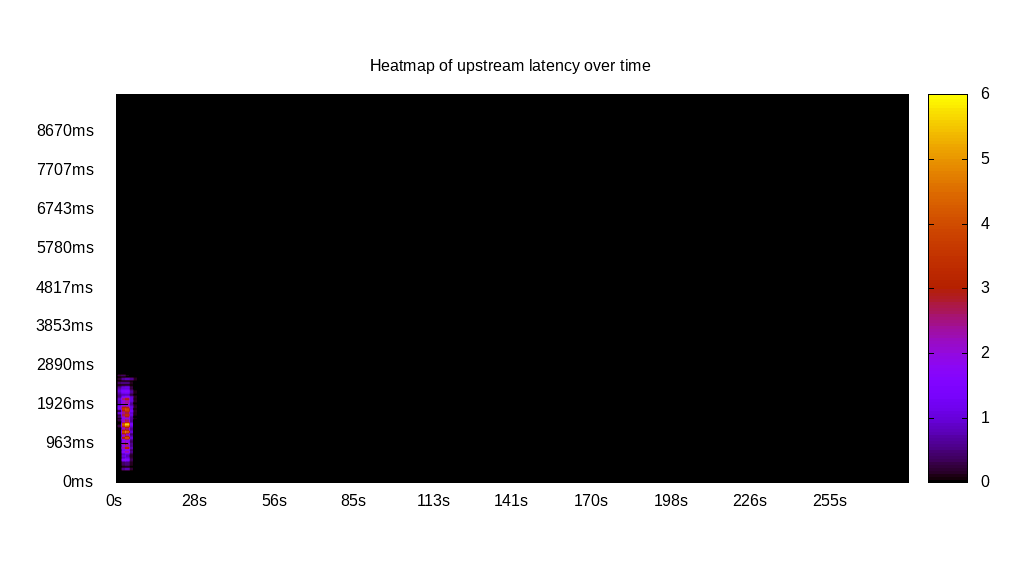 Heatmap of upstream latency over time
8670ms
7707ms
6743ms
5780ms
4817ms
3853ms
2890ms
1926ms
963ms
0ms
0s 28s 56s 85s 113s 141s 170s 198s 226s 255s
6
5
4
3
2
1
0